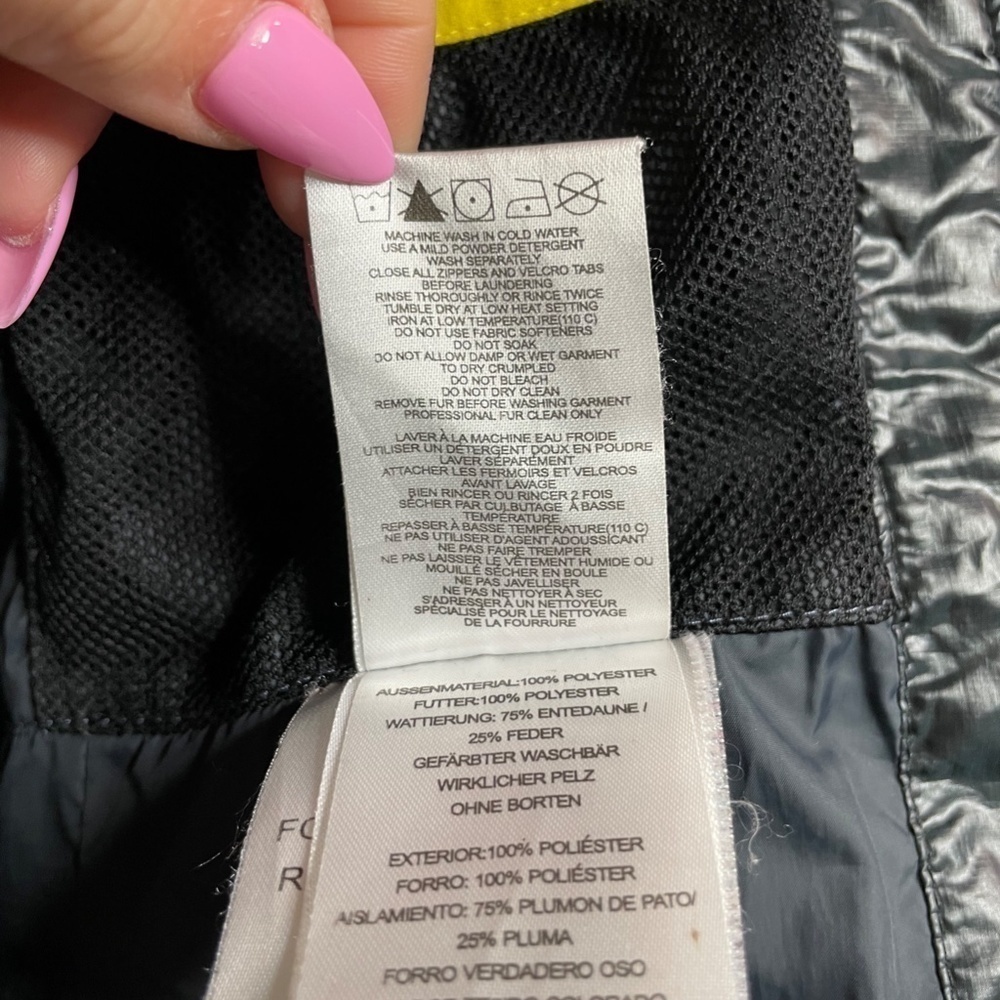 MACHINE WASH IN COLD WATER
USE A MILD POWDER DETERGENT
WASH SEPARATELY
CLOSE ALL ZIPPERS AND VELCRO TABS
BEFORE LAUNDERING
RINSE THOROUGHLY OR RINCE TWICE
TUMBLE DRY AT LOW HEAT SETTING
IRON AT LOW TEMPERATURE(110 C)
DO NOT USE FABRIC SOFTENERS
DO NOT SOAK
DO NOT ALLOW DAMP OR WET GARMENT
TO DRY CRUMPLED
DO NOT BLEACH
DO NOT DRY CLEAN
REMOVE FUR BEFORE WASHING GARMENT
PROFESSIONAL FUR CLEAN ONLY
LAVER À LA MACHINE EAU FROIDE
UTILISER UN DÉTERGENT DOUX EN POUDRE
LAVER SÉPARÉMENT
ATTACHER LES FERMOIRS ET VELCROS
AVANT LAVAGE
BIEN RINCER OU RINCER 2 FOIS
SÉCHER PAR CULBUTAGE À BASSE
TEMPÉRATURE
REPASSER À BASSE TEMPÉRATURE(110 C)
NE PAS UTILISER D'AGENT ADOUSSICANT
NE PAS FAIRE TREMPER
NE PAS LAISSER LE VÊTEMENT HUMIDE OU
MOUILLÉ SÉCHER EN BOULE
NE PAS JAVELLISER
NE PAS NETTOYER À SEC
S'ADRESSER À UN NETTOYEUR
SPÉCIALISÉ POUR LE NETTOYAGE
DE LA FOURRURE
AUSSENMATERIAL:100% POLYESTER
FUTTER:100% POLYESTER
WATTIERUNG: 75% ENTEDAUNE /
25% FEDER
GEFÄRBTER WASCHBÄR
WIRKLICHER PELZ
OHNE BORTEN
FO
R
EXTERIOR:100% POLIÉSTER
FORRO: 100% POLIÉSTER
AISLAMIENTO: 75% PLUMON DE PATO/
25% PLUMA
FORRO VERDADERO OSO